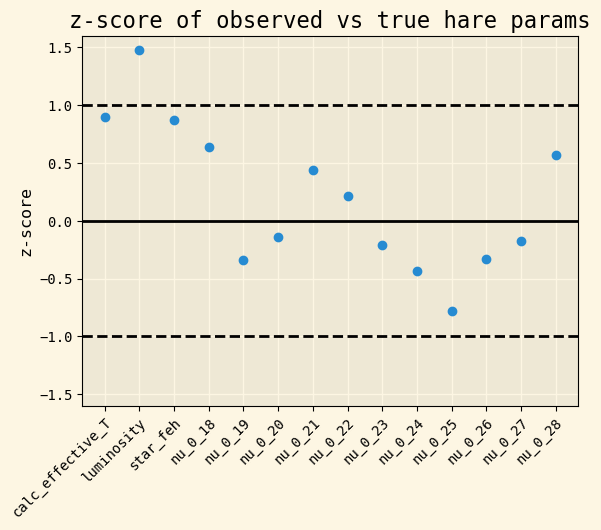 z-score of observed vs true hare params
z-score
1.5
1.0
0.5
0.0
−0.5
−1.0
−1.5
calc_effective_T
luminosity
star_feh
nu_0_18
nu_0_19
nu_0_20
nu_0_21
nu_0_22
nu_0_23
nu_0_24
nu_0_25
nu_0_26
nu_0_27
nu_0_28